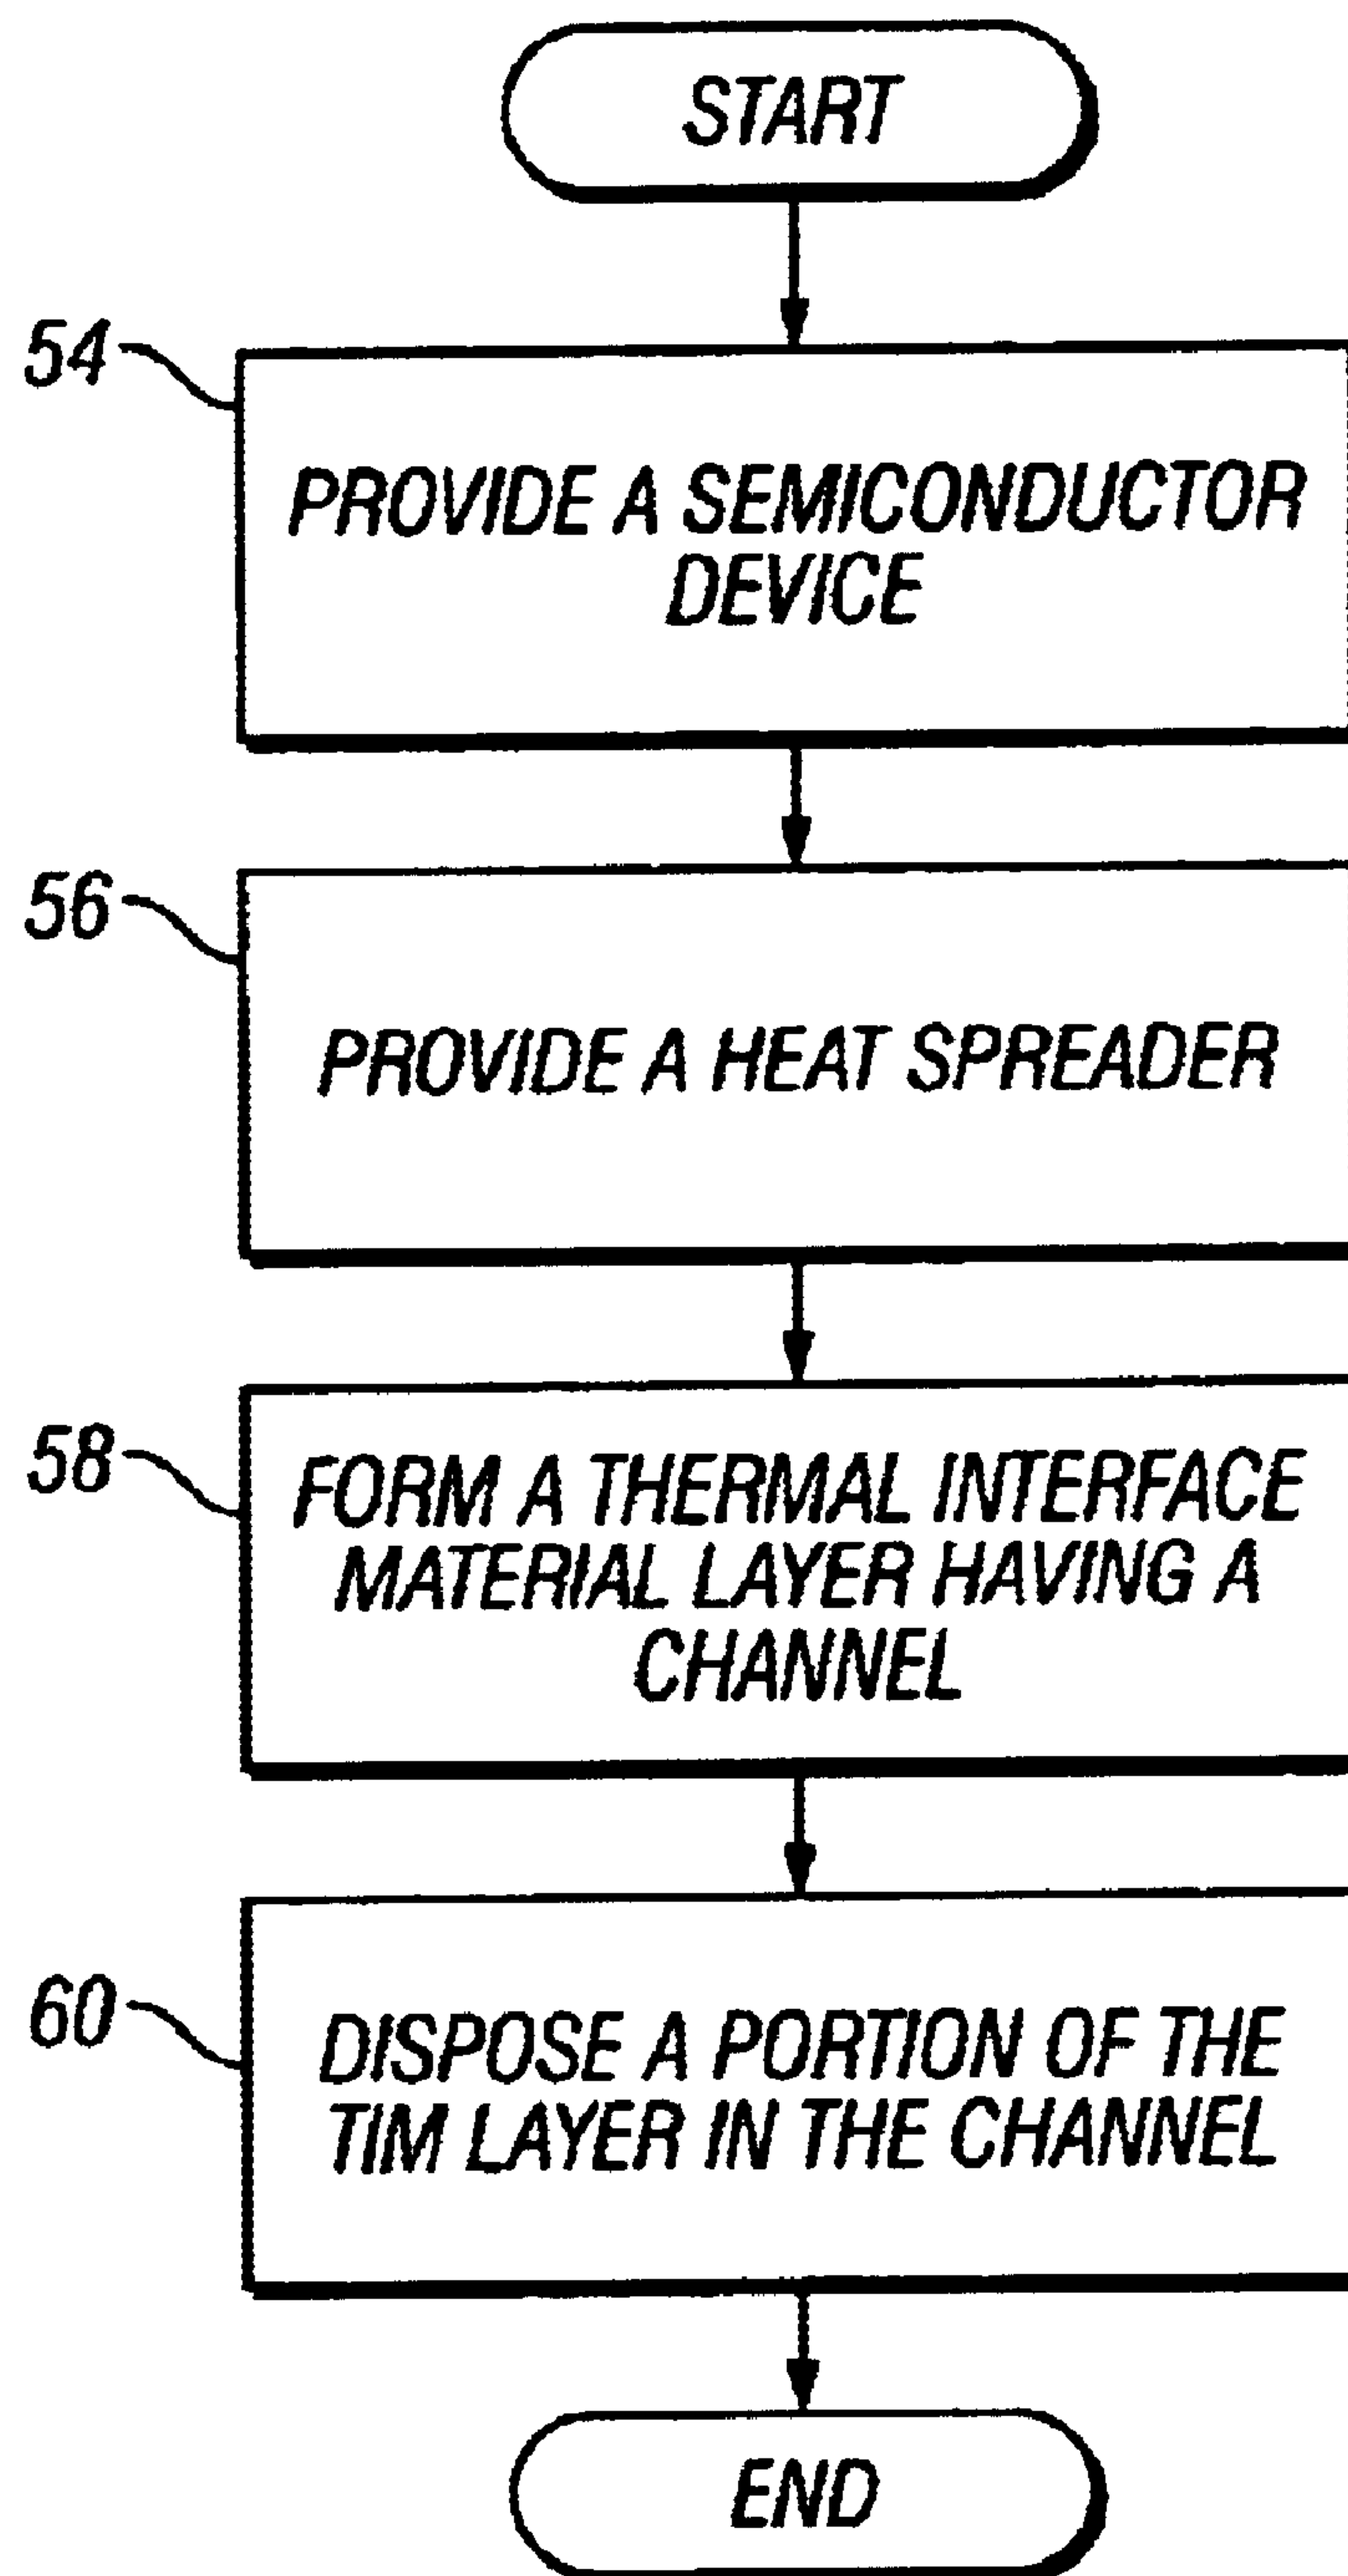 START
54
PROVIDE A SEMICONDUCTOR
DEVICE
56
PROVIDE A HEAT SPREADER
58
FORM A THERMAL INTERFACE
MATERIAL LAYER HAVING A
CHANNEL
60
DISPOSE A PORTION OF THE
TIM LAYER IN THE CHANNEL
END